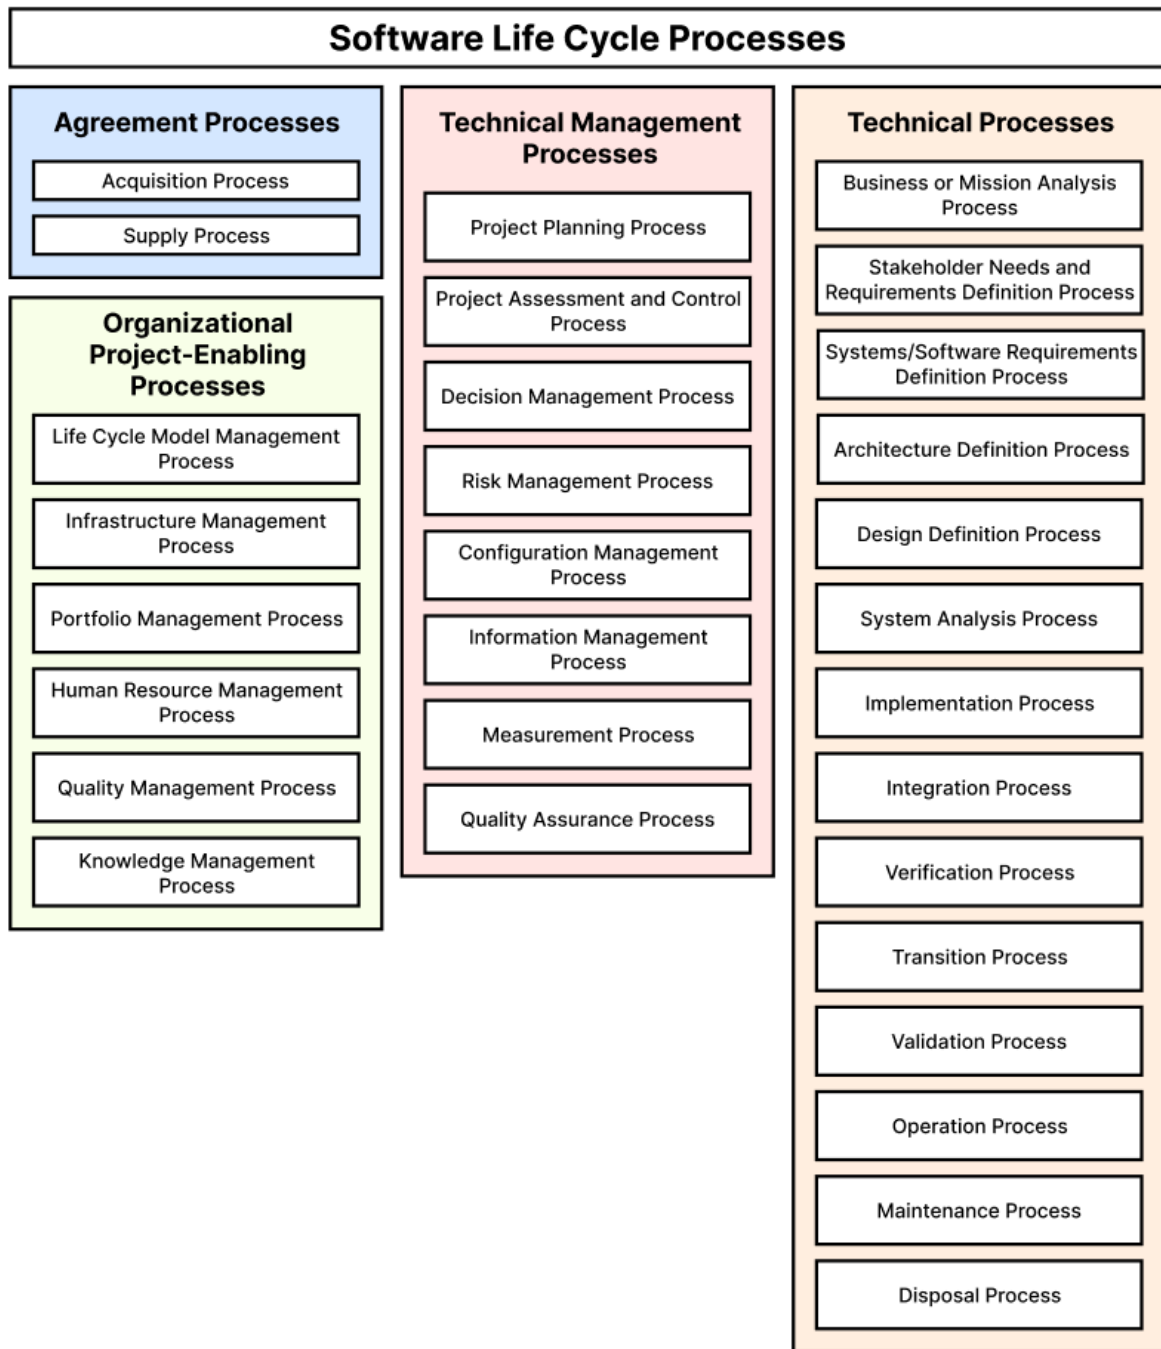 Software Life Cycle Processes
Agreement Processes
Acquisition Process
Supply Process
Organizational
Project-Enabling
Processes
Life Cycle Model Management
Process
Infrastructure Management
Process
Portfolio Management Process
Human Resource Management
Process
Quality Management Process
Knowledge Management
Process
Technical Management
Processes
Project Planning Process
Project Assessment and Control
Process
Decision Management Process
Risk Management Process
Configuration Management
Process
Information Management
Process
Measurement Process
Quality Assurance Process
Technical Processes
Business or Mission Analysis
Process
Stakeholder Needs and
Requirements Definition Process
Systems/Software Requirements
Definition Process
Architecture Definition Process
Design Definition Process
System Analysis Process
Implementation Process
Integration Process
Verification Process
Transition Process
Validation Process
Operation Process
Maintenance Process
Disposal Process